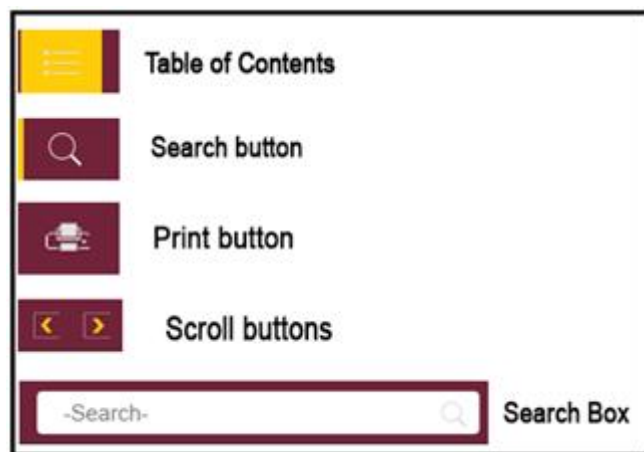 Table of Contents
Search button
Print button
Scroll buttons
-Search-
Search Box